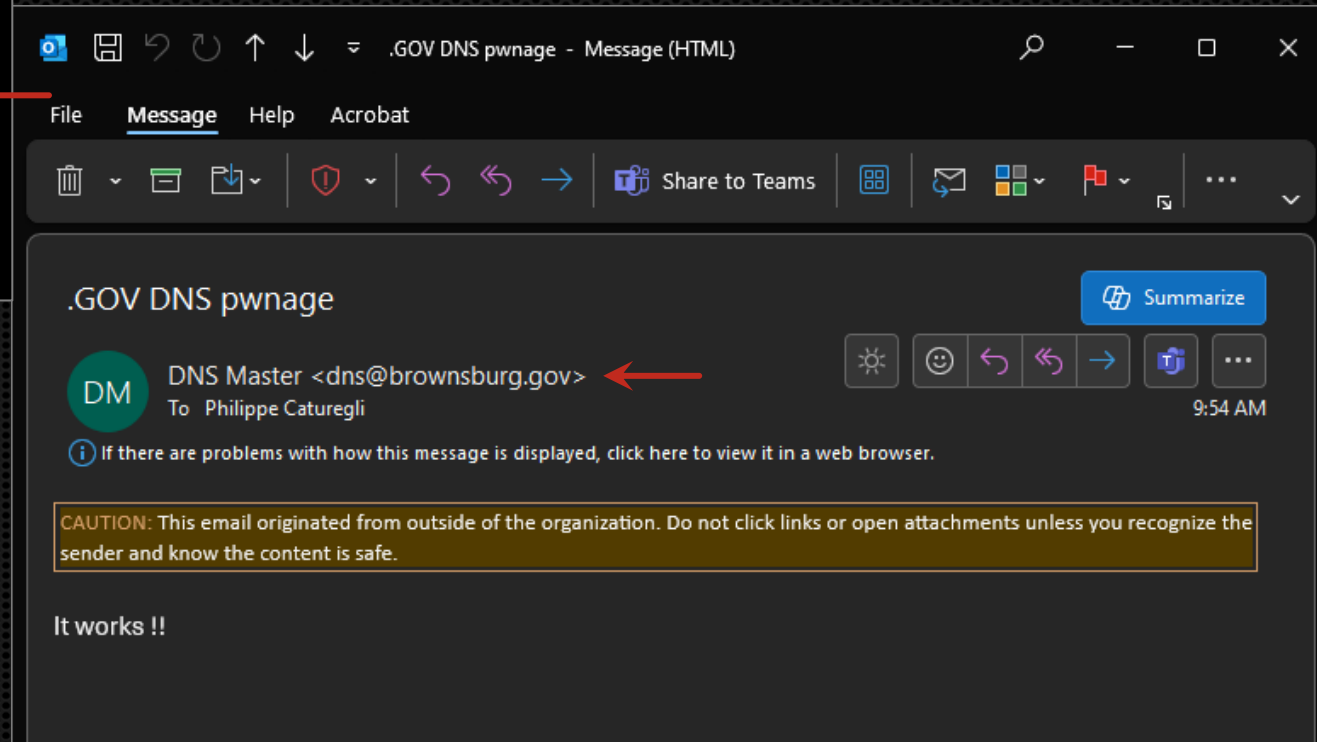 .GOV DNS pwnage - Message (HTML)
File Message Help Acrobat
Share to Teams
.GOV DNS pwnage
Summarize
DM
DNS Master <dns@brownsburg.gov>
To Philippe Caturegli
9:54 AM
If there are problems with how this message is displayed, click here to view it in a web browser.
CAUTION: This email originated from outside of the organization. Do not click links or open attachments unless you recognize the
sender and know the content is safe.
It works !!